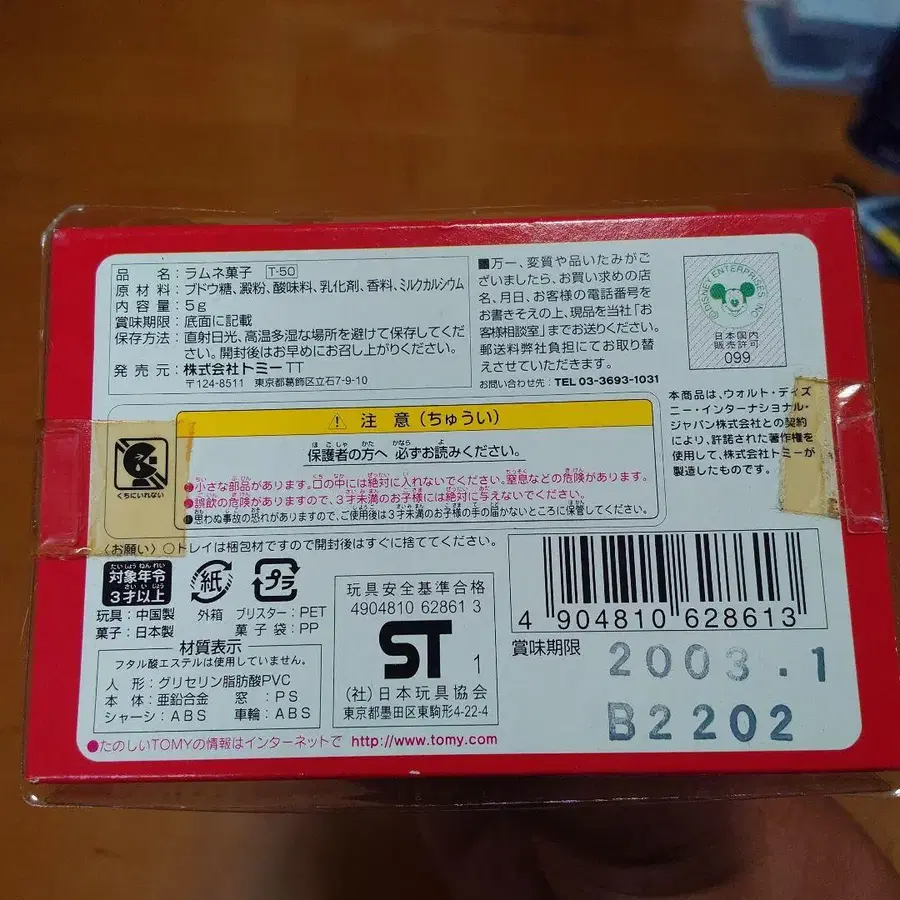 品名:ラムネ菓子 T-50
原材料:ブドウ糖、澱粉、酸味料、乳化剤、香料、ミルクカルシウム
内容量:5g
賞味期限:底面に記載
保存方法:直射日光、高温多湿な場所を避けて保存してくだ
さい。開封後はお早めにお召し上がりください。
発売元:株式会社トミーTT
〒124-8511 東京都葛飾区立石7-9-10
■万一、変質や品いたみがご
ざいましたら、お買い求めの店
名、月日、お客様の電話番号を
お書きそえの上、現品を当社「お
客様相談室」までお送りください。
郵送料弊社負担にてお取り替
えさせていただきます。
お問い合わせ先:TEL 03-3693-1031
©DISNEY ENTERPRISES INC
日本国内
販売許可
099
本商品は、ウォルト・ディズ
ニー・インターナショナル・
ジャパン株式会社との契約
により、許諾された著作権を
使用して、株式会社トミーが
製造したものです。
くちにいれない
⚠ 注意(ちゅうい)
保護者の方へ 必ずお読みください。
●小さな部品があります。口の中には絶対に入れないでください。窒息などの危険があります。
●誤飲の危険がありますので、3才未満のお子様には絶対に与えないでください。
●思わぬ事故の恐れがありますので、ご使用後は3才未満のお子様の手の届かないところに保管してください。
〈お願い〉○トレイは梱包材ですので開封後はすぐに捨ててください。
たいしょうねんれい
対象年令
さいいじょう
3才以上
玩具:中国製
菓子:日本製
紙
外箱
プラ
ブリスター:PET
菓子袋:PP
材質表示
フタル酸エステルは使用していません。
人形:グリセリン脂肪酸PVC
本体:亜鉛合金 窓:PS
シャーシ:ABS 車輪:ABS
玩具安全基準合格
4904810 62861 3
ST 1
(社)日本玩具協会
東京都墨田区東駒形4-22-4
4 904810 628613
賞味期限
2003.1
B2202
●たのしいTOMYの情報はインターネットで http://www.tomy.com